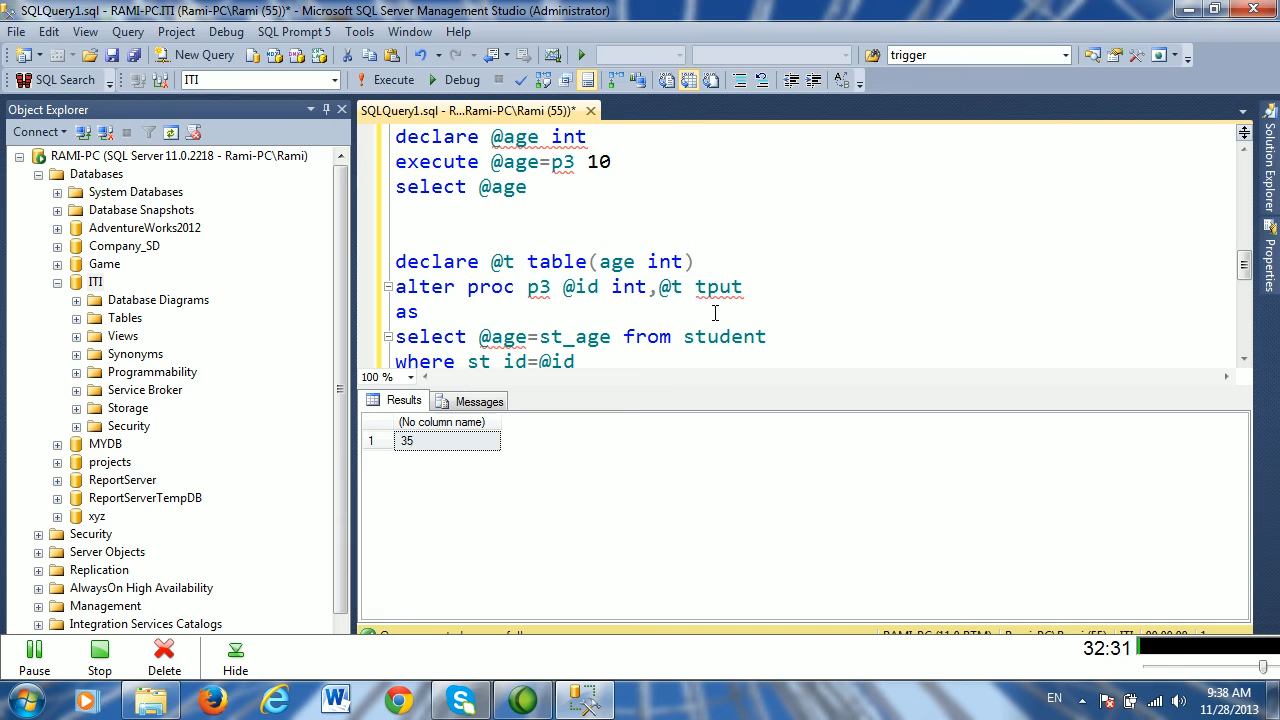 SQLQuery1.sql - RAMI-PC.ITI (Rami-PC\Rami (55))* - Microsoft SQL Server Management Studio (Administrator)
File Edit View Query Project Debug SQL Prompt 5 Tools Window Help
New Query trigger
SQL Search ITI Execute Debug
Object Explorer
SQLQuery1.sql - R...Rami-PC\Rami (55))*
Connect
RAMI-PC (SQL Server 11.0.2218 - Rami-PC\Rami)
Databases
System Databases
Database Snapshots
AdventureWorks2012
Company_SD
Game
ITI
Database Diagrams
Tables
Views
Synonyms
Programmability
Service Broker
Storage
Security
MYDB
projects
ReportServer
ReportServerTempDB
xyz
Security
Server Objects
Replication
AlwaysOn High Availability
Management
Integration Services Catalogs
declare @age int
execute @age=p3 10
select @age
declare @t table(age int)
alter proc p3 @id int,@t tput
as
select @age=st_age from student
where st_id=@id
100 %
Results Messages
(No column name)
1 35
Solution Explorer
Properties
Pause Stop Delete Hide
32:31
EN
9:38 AM
11/28/2013